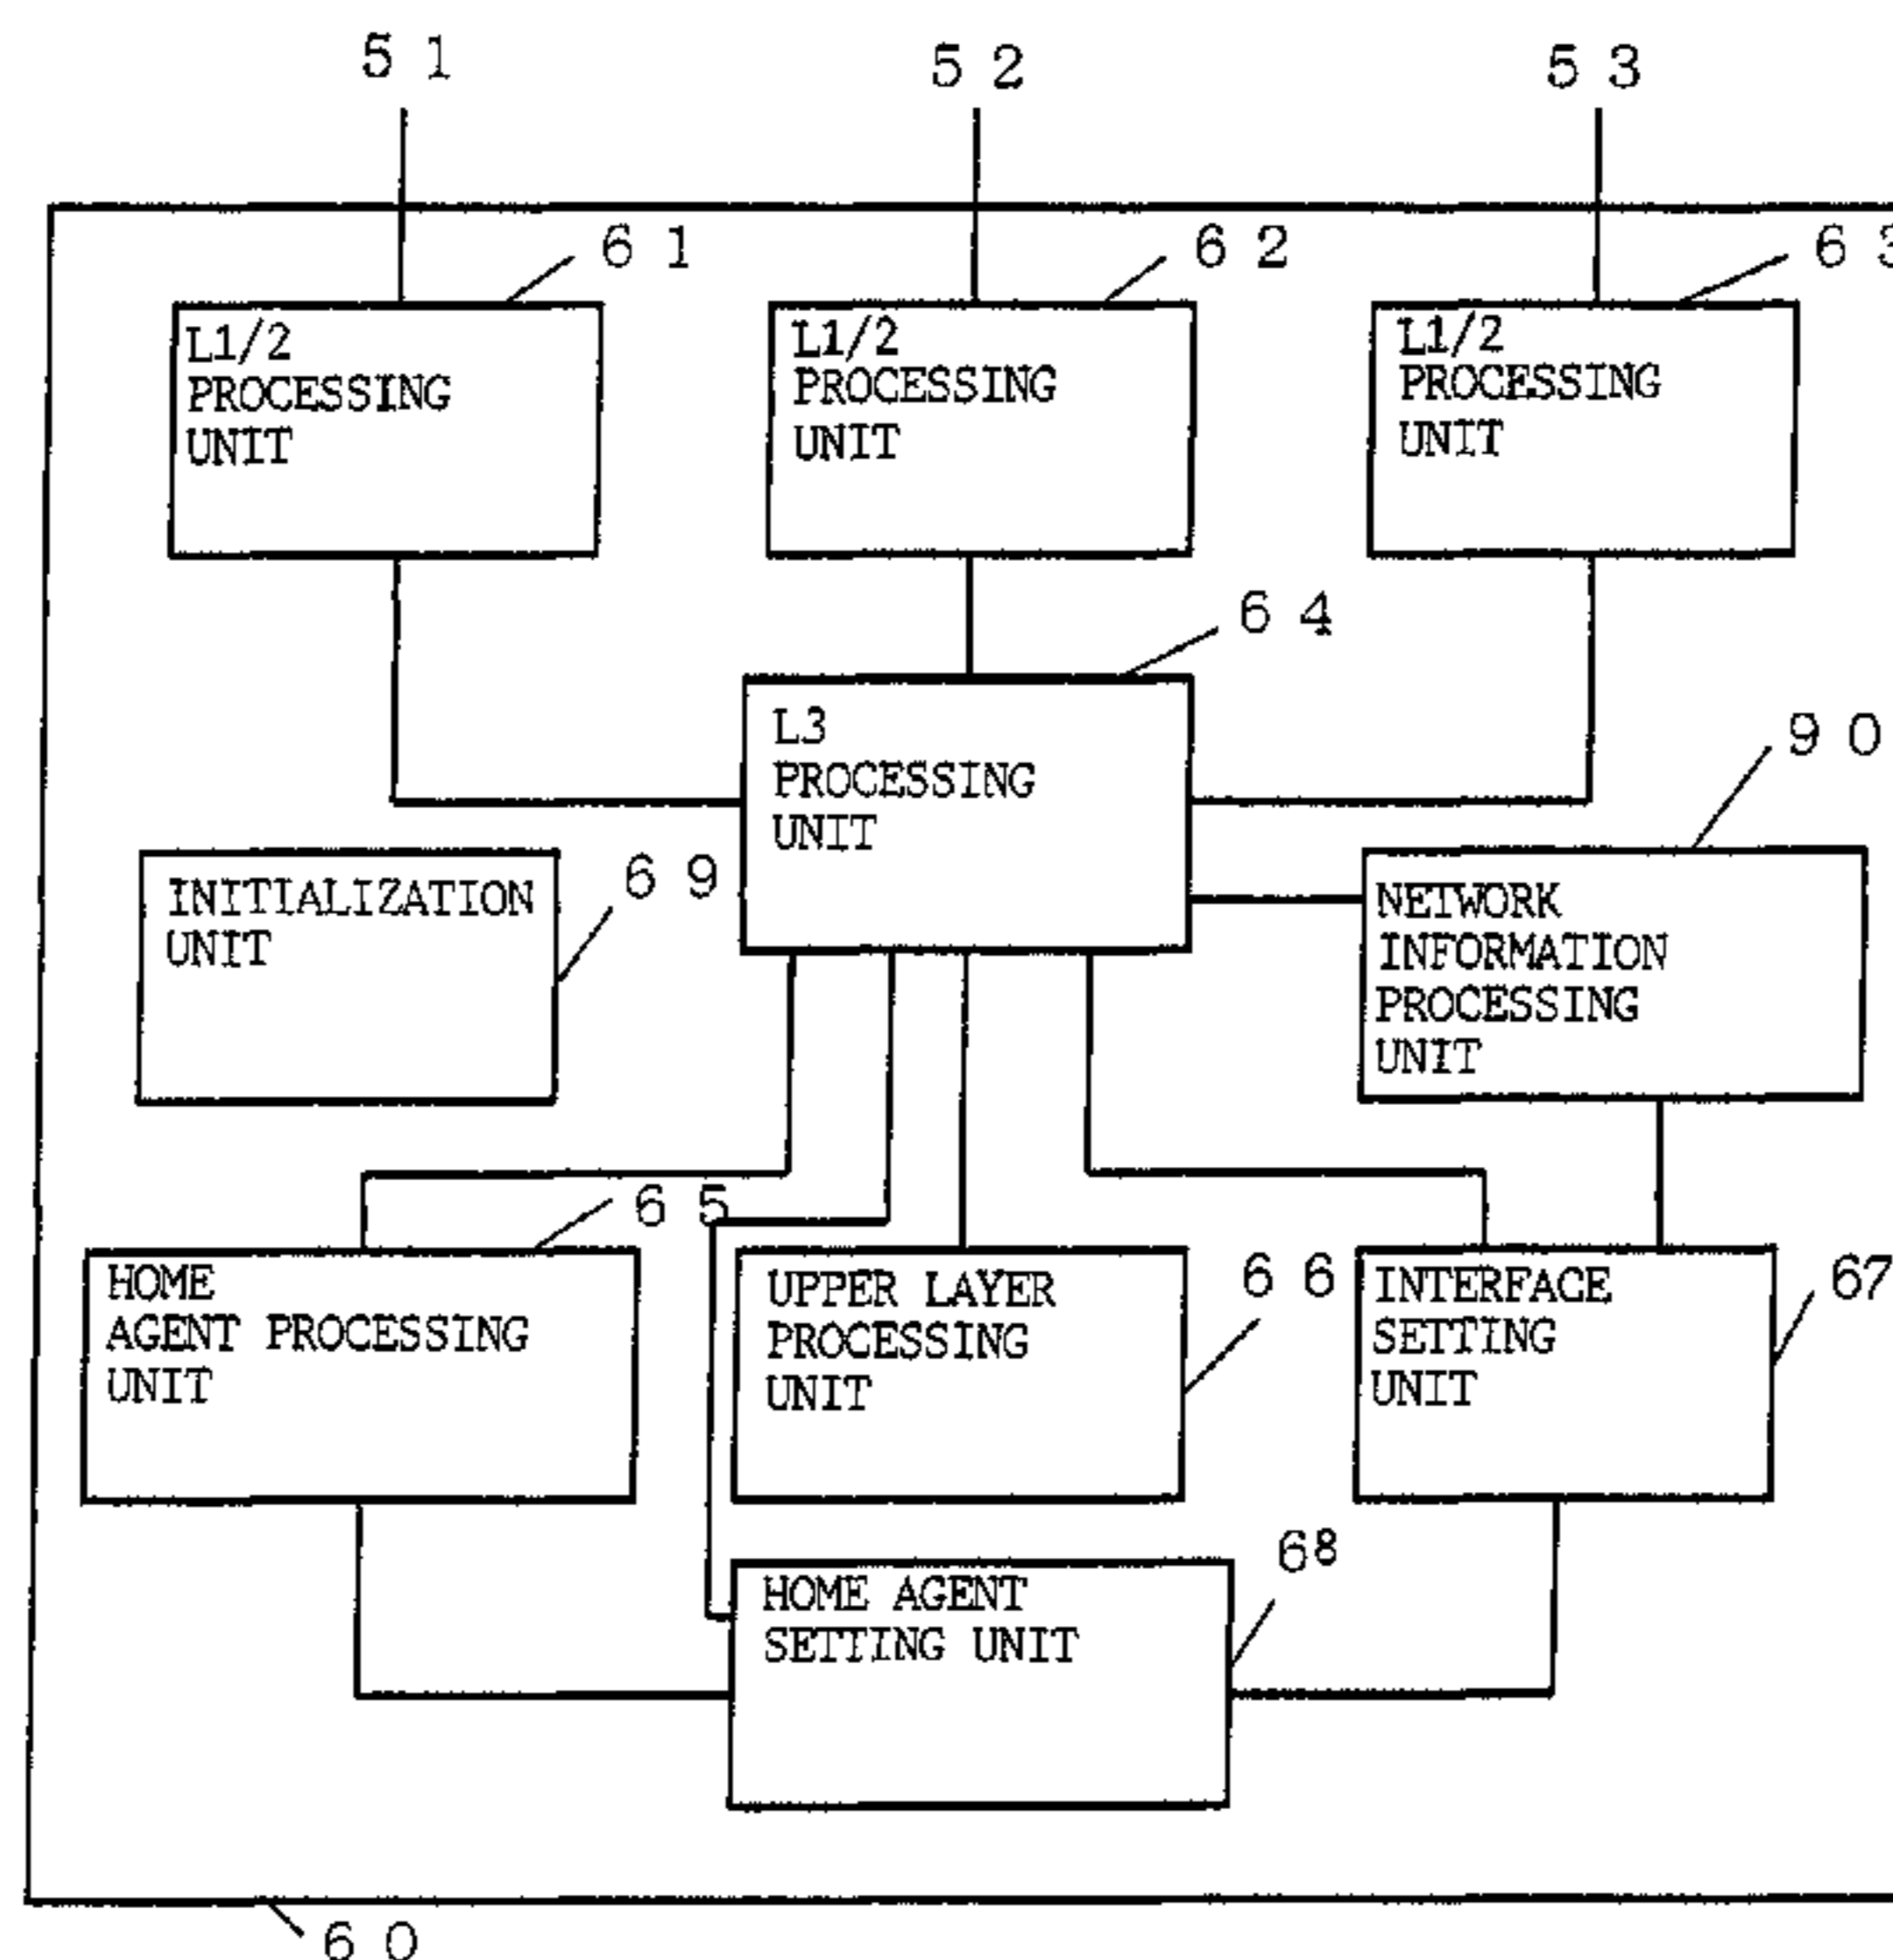 51
52
53
61
62
63
L1/2
PROCESSING
UNIT
L1/2
PROCESSING
UNIT
L1/2
PROCESSING
UNIT
64
L3
PROCESSING
UNIT
90
INITIALIZATION
UNIT
69
NETWORK
INFORMATION
PROCESSING
UNIT
65
HOME
AGENT PROCESSING
UNIT
UPPER LAYER
PROCESSING
UNIT
66
INTERFACE
SETTING
UNIT
67
HOME AGENT
SETTING UNIT
68
60